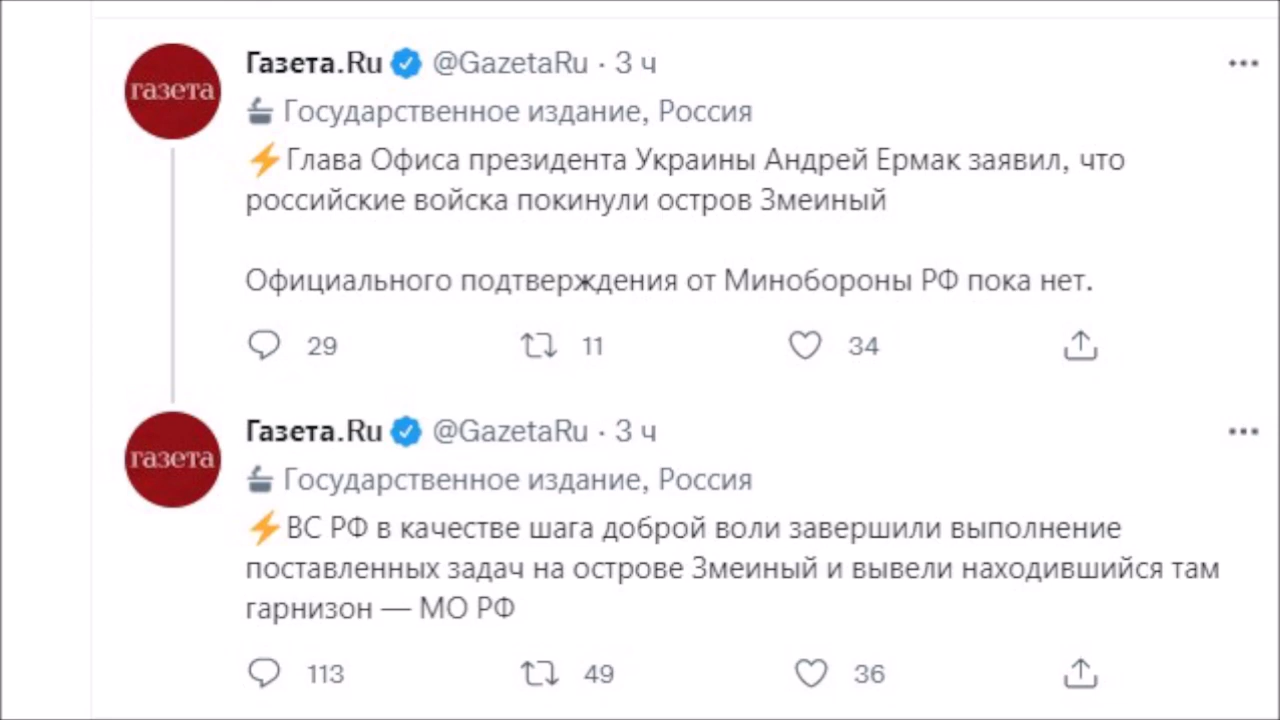 газета
Газета.Ru @GazetaRu · 3 ч
Государственное издание, Россия
⚡Глава Офиса президента Украины Андрей Ермак заявил, что
российские войска покинули остров Змеиный
Официального подтверждения от Минобороны РФ пока нет.
29 11 34
газета
Газета.Ru @GazetaRu · 3 ч
Государственное издание, Россия
⚡ВС РФ в качестве шага доброй воли завершили выполнение
поставленных задач на острове Змеиный и вывели находившийся там
гарнизон — МО РФ
113 49 36